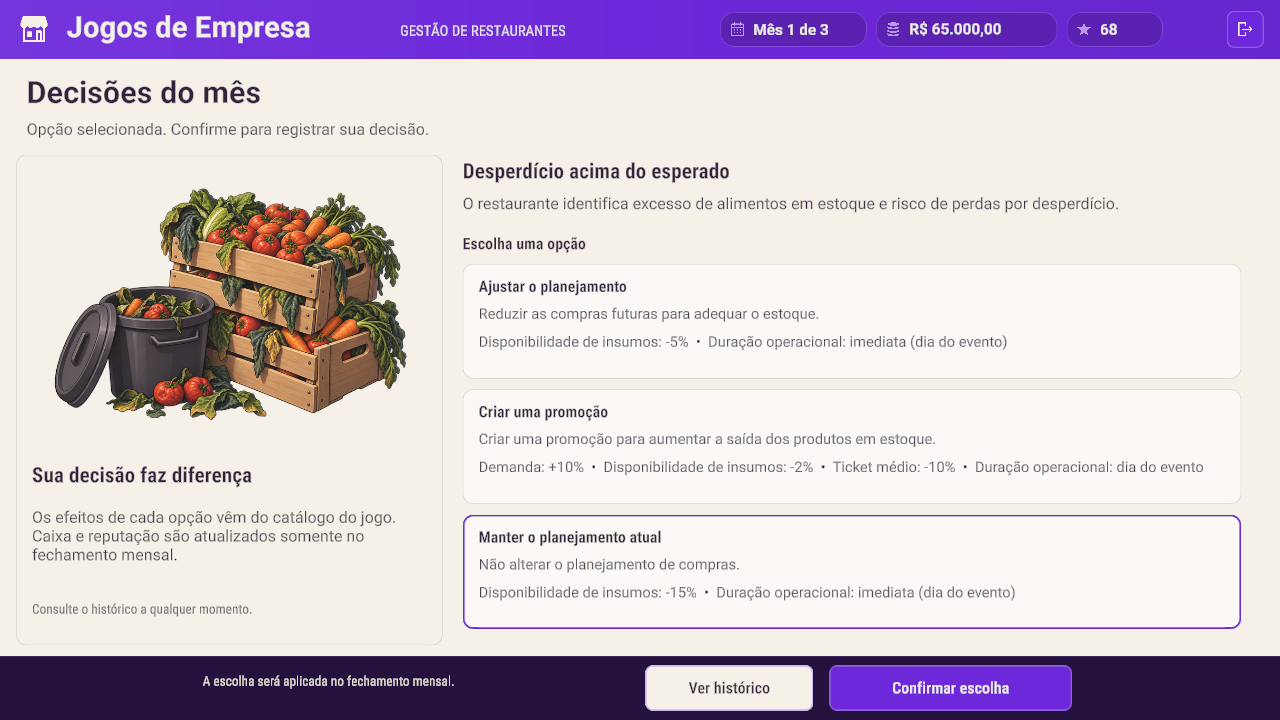 Jogos de Empresa
GESTÃO DE RESTAURANTES
Mês 1 de 3
R$ 65.000,00
68
Decisões do mês
Opção selecionada. Confirme para registrar sua decisão.
Sua decisão faz diferença
Os efeitos de cada opção vêm do catálogo do jogo.
Caixa e reputação são atualizados somente no
fechamento mensal.
Consulte o histórico a qualquer momento.
Desperdício acima do esperado
O restaurante identifica excesso de alimentos em estoque e risco de perdas por desperdício.
Escolha uma opção
Ajustar o planejamento
Reduzir as compras futuras para adequar o estoque.
Disponibilidade de insumos: -5% • Duração operacional: imediata (dia do evento)
Criar uma promoção
Criar uma promoção para aumentar a saída dos produtos em estoque.
Demanda: +10% • Disponibilidade de insumos: -2% • Ticket médio: -10% • Duração operacional: dia do evento
Manter o planejamento atual
Não alterar o planejamento de compras.
Disponibilidade de insumos: -15% • Duração operacional: imediata (dia do evento)
A escolha será aplicada no fechamento mensal.
Ver histórico
Confirmar escolha